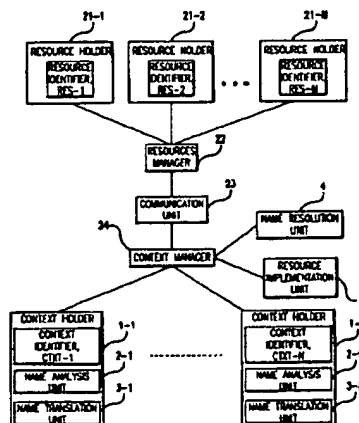 21-1
21-2
21-N
RESOURCE HOLDER
RESOURCE HOLDER
RESOURCE HOLDER
RESOURCE
IDENTIFIER,
RES-1
RESOURCE
IDENTIFIER,
RES-2
RESOURCE
IDENTIFIER,
RES-N
RESOURCES
MANAGER
22
COMMUNICATION
UNIT
23
24
CONTEXT MANAGER
4
NAME RESOLUTION
UNIT
RESOURCE
IMPLEMENTATION
UNIT
CONTEXT HOLDER
CONTEXT
IDENTIFIER,
CTXT-1
1-1
NAME ANALYSIS
UNIT
2-1
NAME TRANSLATION
UNIT
3-1
CONTEXT HOLDER
CONTEXT
IDENTIFIER,
CTXT-N
1-
NAME ANALYSIS
UNIT
2-
NAME TRANSLATION
UNIT
3-